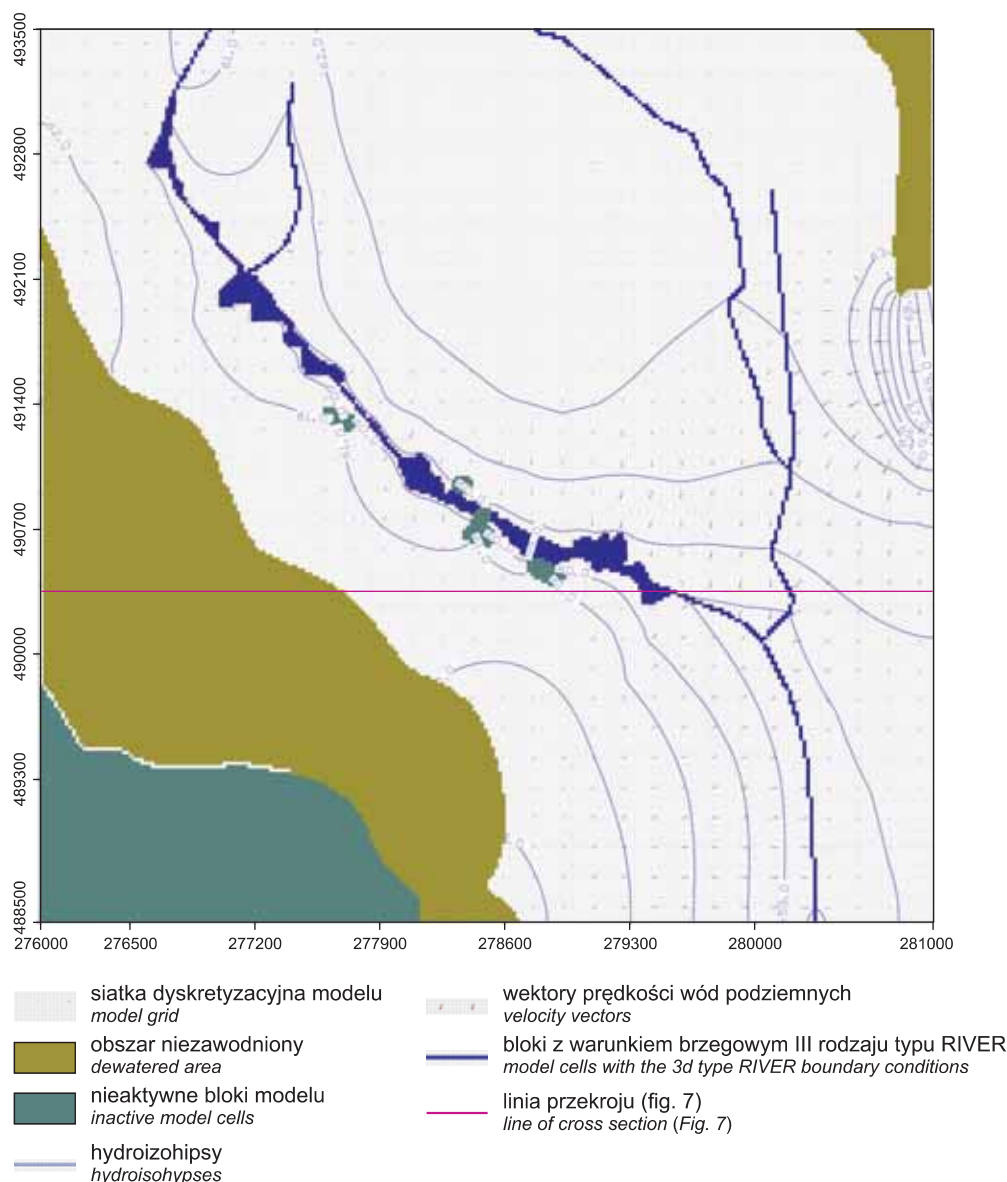 493500
492800
492100
491400
490700
490000
489300
488500
276000 276500 277200 277900 278600 279300 280000 281000
siatka dyskretyzacyjna modelu
model grid
obszar niezawodniony
dewatered area
nieaktywne bloki modelu
inactive model cells
hydroizohipsy
hydroisohypses
wektory prędkości wód podziemnych
velocity vectors
bloki z warunkiem brzegowym III rodzaju typu RIVER
model cells with the 3d type RIVER boundary conditions
linia przekroju (fig. 7)
line of cross section (Fig. 7)